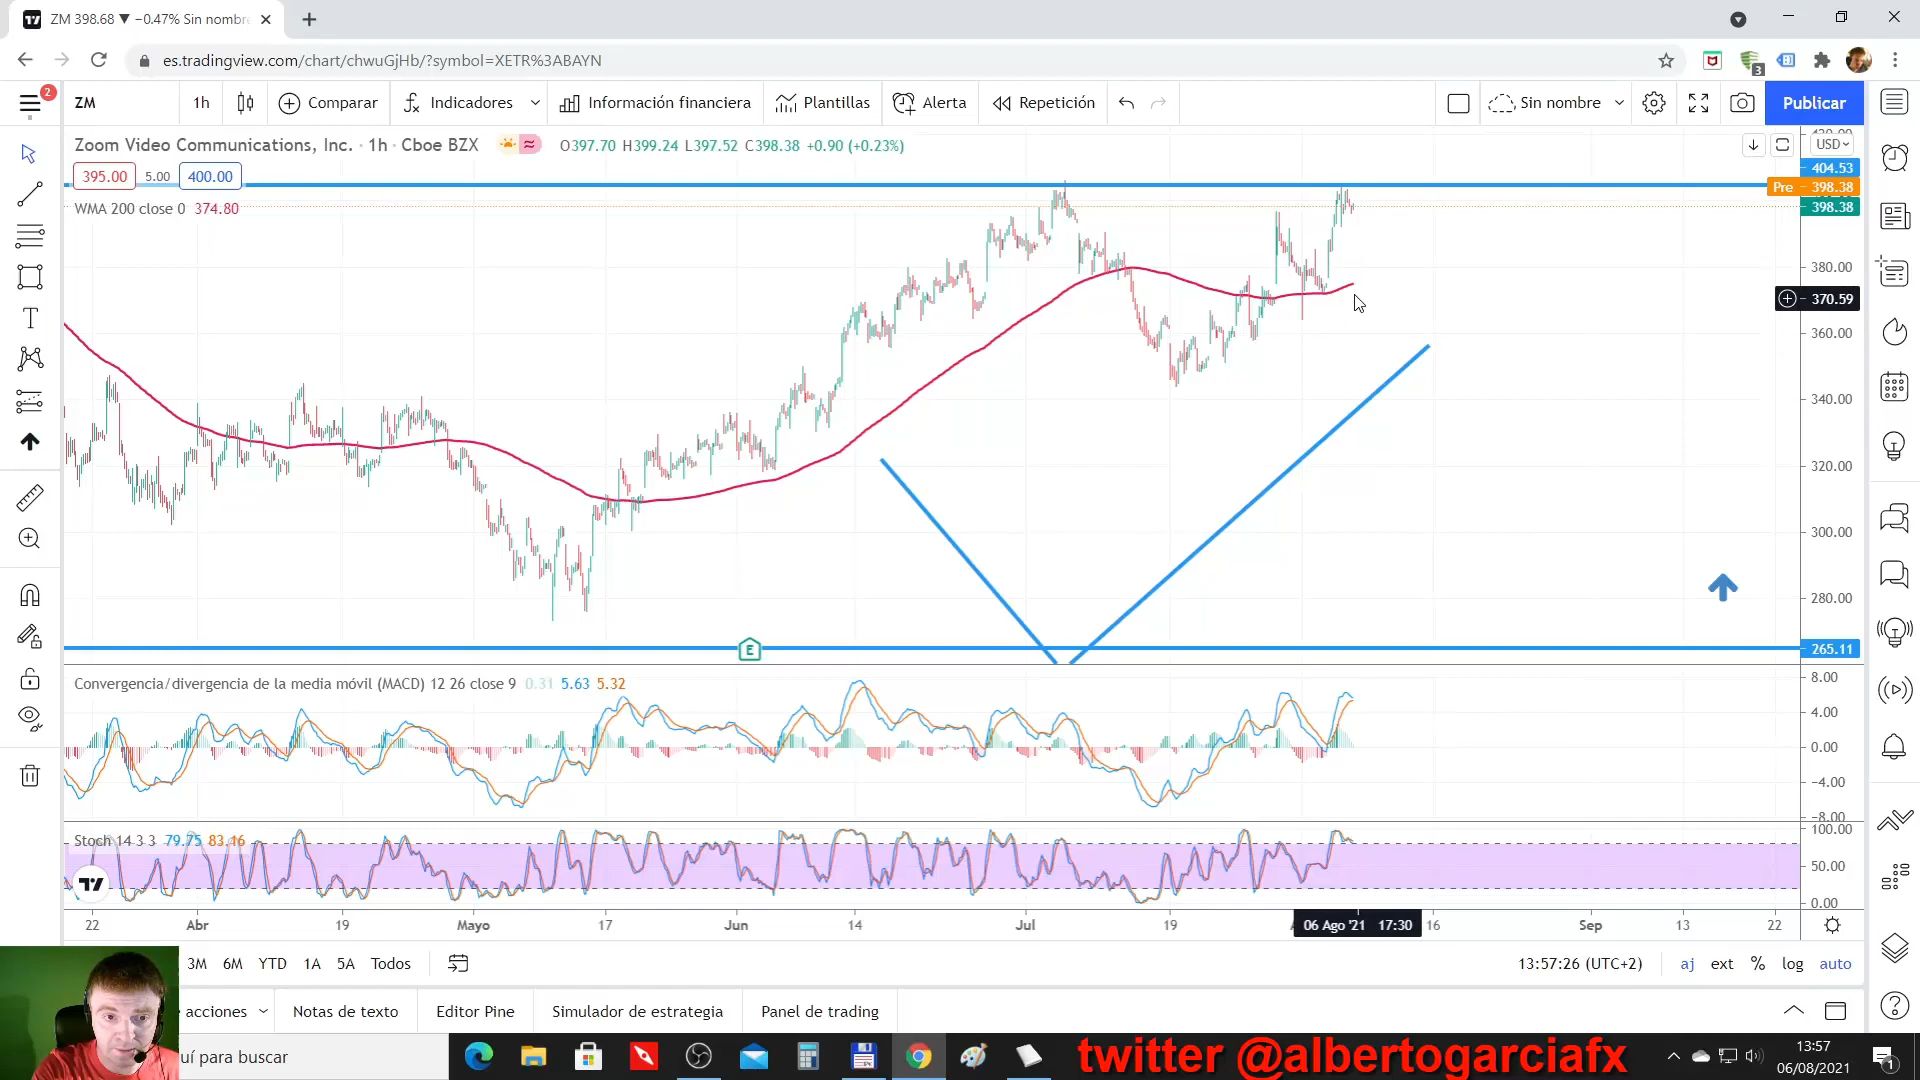 ZM 398.68 ▼ −0.47% Sin nombre
es.tradingview.com/chart/chwuGjHb/?symbol=XETR%3ABAYN
3
2
ZM 1h Comparar Indicadores Información financiera Plantillas Alerta Repetición Sin nombre Publicar
Zoom Video Communications, Inc. · 1h · Cboe BZX O397.70 H399.24 L397.52 C398.38 +0.90 (+0.23%)
USD
395.00 5.00 400.00
404.53
Pre 398.38
WMA 200 close 0 374.80
398.38
380.00
370.59
360.00
340.00
320.00
300.00
280.00
E
265.11
Convergencia/divergencia de la media móvil (MACD) 12 26 close 9 0.31 5.63 5.32
8.00
4.00
0.00
−4.00
−8.00
Stoch 14 3 3 79.75 83.16
100.00
50.00
0.00
22 Abr 19 Mayo 17 Jun 14 Jul 19 06 Ago '21 17:30 16 Sep 13 22
3M 6M YTD 1A 5A Todos
13:57:26 (UTC+2) aj ext % log auto
acciones Notas de texto Editor Pine Simulador de estrategia Panel de trading
uí para buscar
twitter @albertogarciafx
13:57
06/08/2021
1